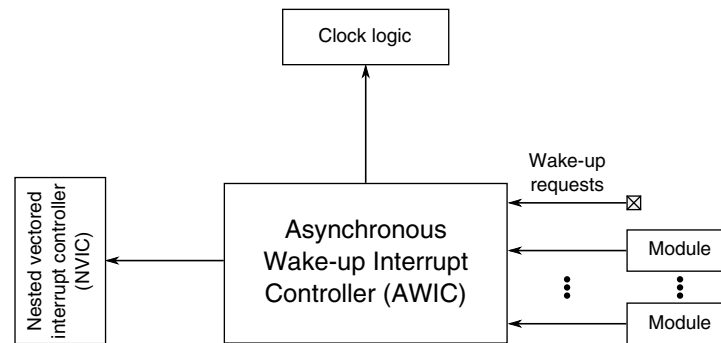 Clock logic
Wake-up
requests
Nested vectored
interrupt controller
(NVIC)
Asynchronous
Wake-up Interrupt
Controller (AWIC)
Module
Module